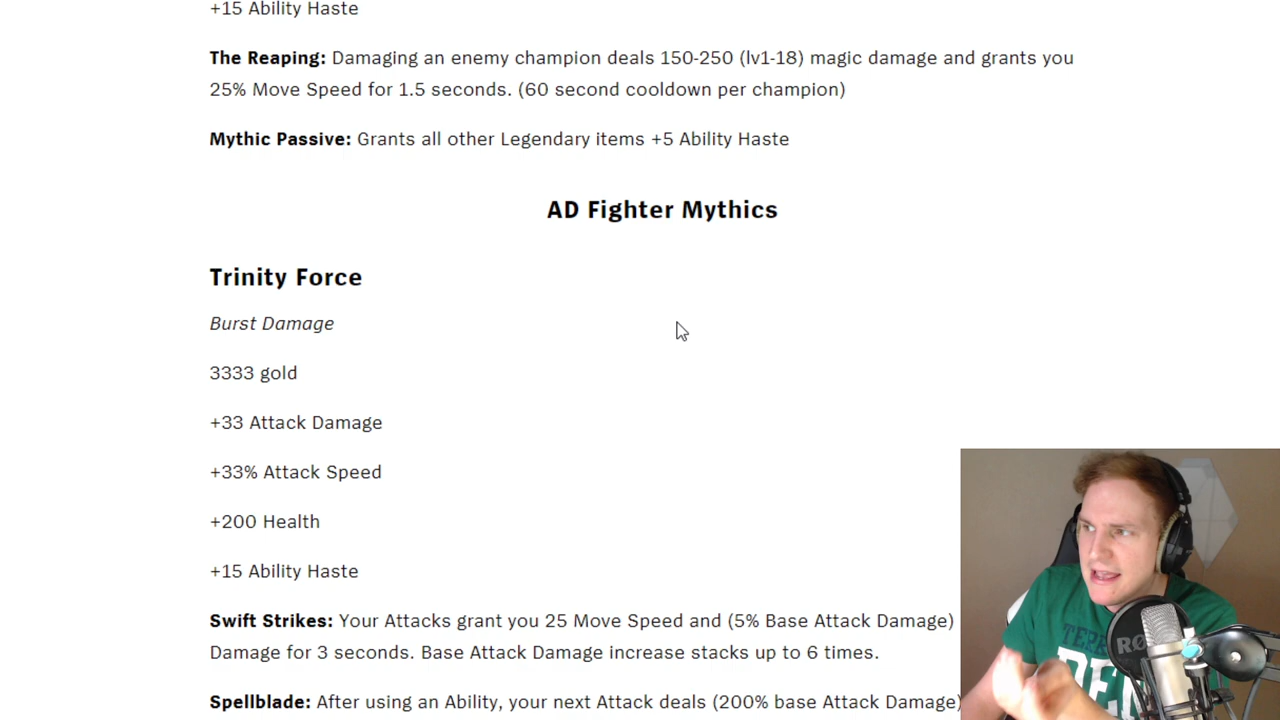 +15 Ability Haste
The Reaping: Damaging an enemy champion deals 150-250 (lv1-18) magic damage and grants you
25% Move Speed for 1.5 seconds. (60 second cooldown per champion)
Mythic Passive: Grants all other Legendary items +5 Ability Haste
AD Fighter Mythics
Trinity Force
Burst Damage
3333 gold
+33 Attack Damage
+33% Attack Speed
+200 Health
+15 Ability Haste
Swift Strikes: Your Attacks grant you 25 Move Speed and (5% Base Attack Damage)
Damage for 3 seconds. Base Attack Damage increase stacks up to 6 times.
Spellblade: After using an Ability, your next Attack deals (200% base Attack Damage)
RØ